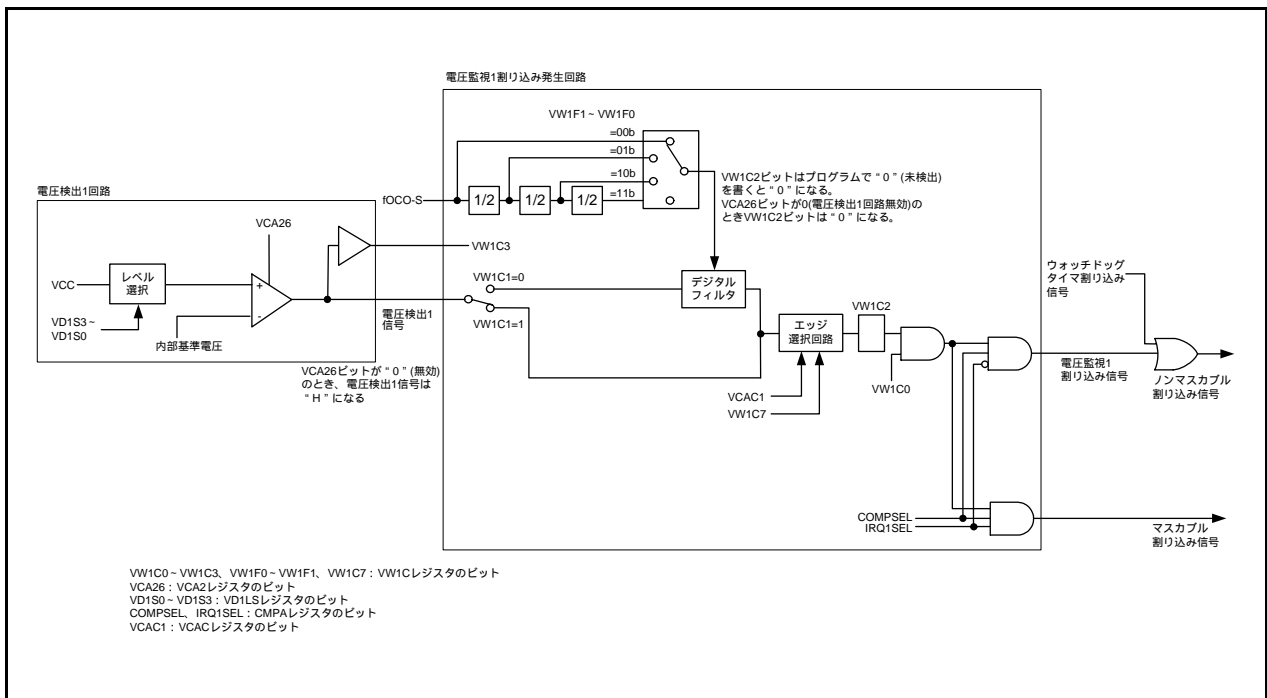 電圧監視1割り込み発生回路
VW1F1~VW1F0
=00b
=01b
=10b
=11b
fOCO-S
1/2
1/2
1/2
VW1C2ビットはプログラムで“0”(未検出)
を書くと“0”になる。
VCA26ビットが0(電圧検出1回路無効)の
ときVW1C2ビットは“0”になる。
電圧検出1回路
VCA26
VW1C3
VCC
レベル
選択
+
-
VD1S3~
VD1S0
内部基準電圧
電圧検出1
信号
VW1C1=0
VW1C1=1
デジタル
フィルタ
VCA26ビットが“0”(無効)
のとき、電圧検出1信号は
“H”になる
エッジ
選択回路
VW1C2
VCAC1
VW1C7
VW1C0
ウォッチドッグ
タイマ割り込み
信号
電圧監視1
割り込み信号
ノンマスカブル
割り込み信号
COMPSEL
IRQ1SEL
マスカブル
割り込み信号
VW1C0~VW1C3、VW1F0~VW1F1、VW1C7:VW1Cレジスタのビット
VCA26:VCA2レジスタのビット
VD1S0~VD1S3:VD1LSレジスタのビット
COMPSEL、IRQ1SEL:CMPAレジスタのビット
VCAC1:VCACレジスタのビット